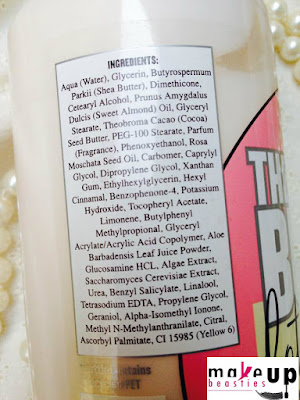 INGREDIENTS:
Aqua (Water), Glycerin, Butyrospermum
Parkii (Shea Butter), Dimethicone,
Cetearyl Alcohol, Prunus Amygdalus
Dulcis (Sweet Almond) Oil, Glyceryl
Stearate, Theobroma Cacao (Cocoa)
Seed Butter, PEG-100 Stearate, Parfum
(Fragrance), Phenoxyethanol, Rosa
Moschata Seed Oil, Carbomer, Caprylyl
Glycol, Dipropylene Glycol, Xanthan
Gum, Ethylhexylglycerin, Hexyl
Cinnamal, Benzophenone-4, Potassium
Hydroxide, Tocopheryl Acetate,
Limonene, Butylphenyl
Methylpropional, Glyceryl
Acrylate/Acrylic Acid Copolymer, Aloe
Barbadensis Leaf Juice Powder,
Glucosamine HCL, Algae Extract,
Saccharomyces Cerevisiae Extract,
Urea, Benzyl Salicylate, Linalool,
Tetrasodium EDTA, Propylene Glycol,
Geraniol, Alpha-Isomethyl Ionone,
Methyl N-Methylanthranilate, Citral,
Ascorbyl Palmitate, CI 15985 (Yellow 6)
TH
B
make up
beasties